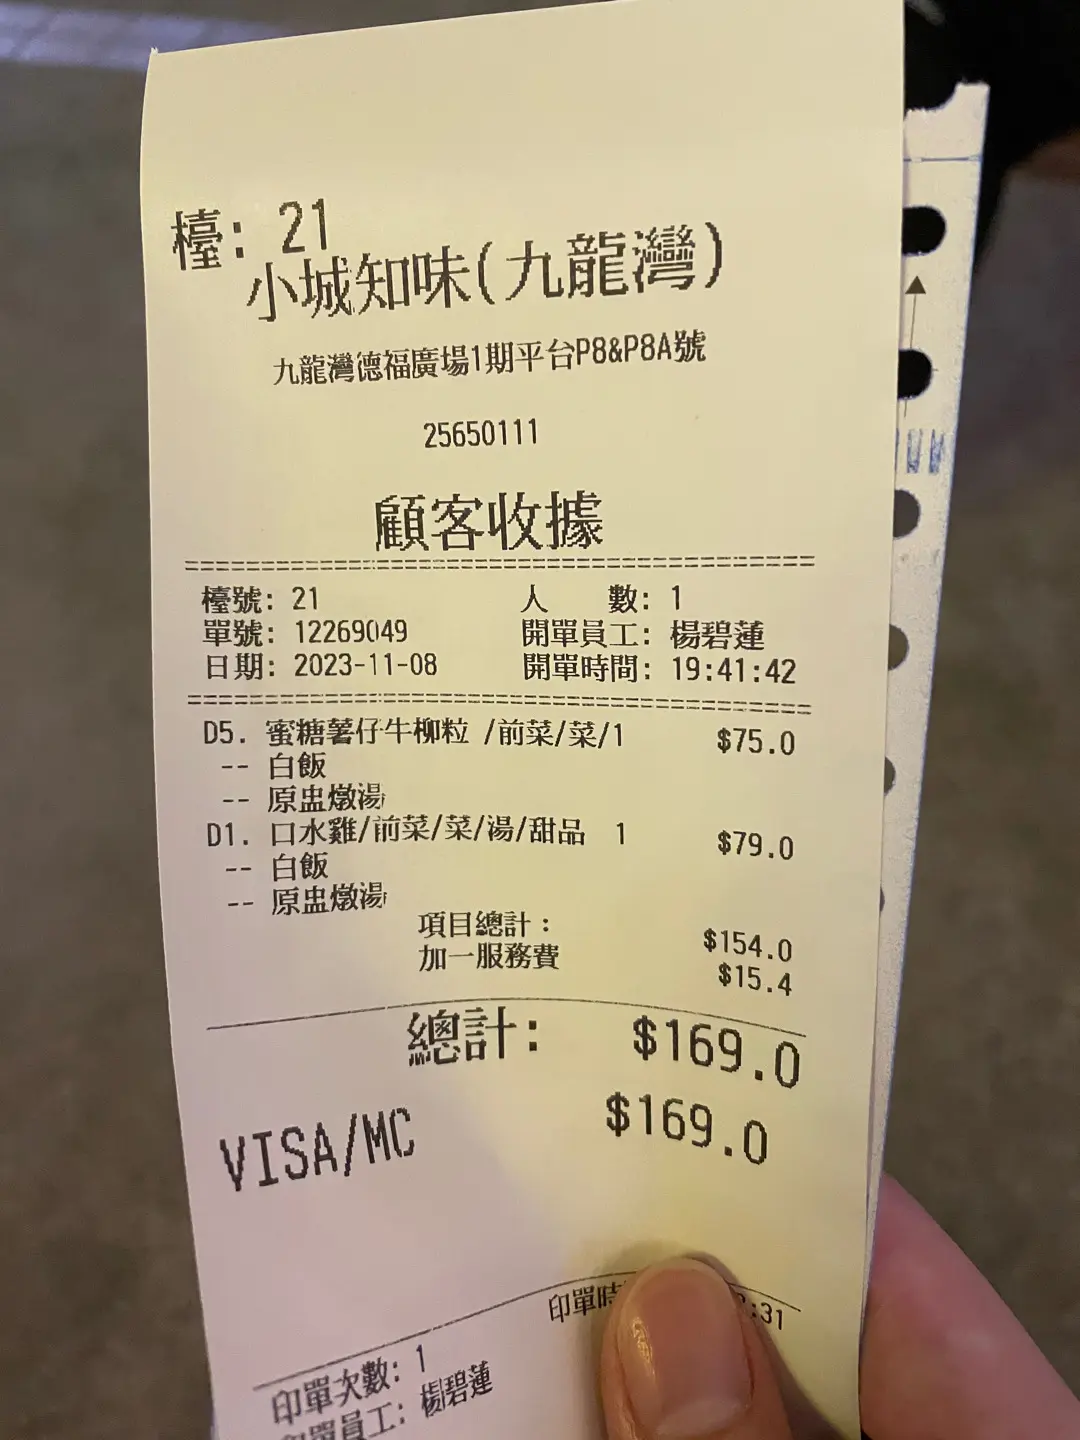 檯: 21
小城知味(九龍灣)
九龍灣德福廣場1期平台P8&P8A號
25650111
顧客收據
檯號: 21 人 數: 1
單號: 12269049 開單員工: 楊碧蓮
日期: 2023-11-08 開單時間: 19:41:42
D5. 蜜糖薯仔牛柳粒 /前菜/菜/1 $75.0
-- 白飯
-- 原盅燉湯
D1. 口水雞/前菜/菜/湯/甜品 1 $79.0
-- 白飯
-- 原盅燉湯
項目總計: $154.0
加一服務費 $15.4
總計: $169.0
VISA/MC $169.0
印單時 :31
印單次數: 1
印單員工: 楊碧蓮